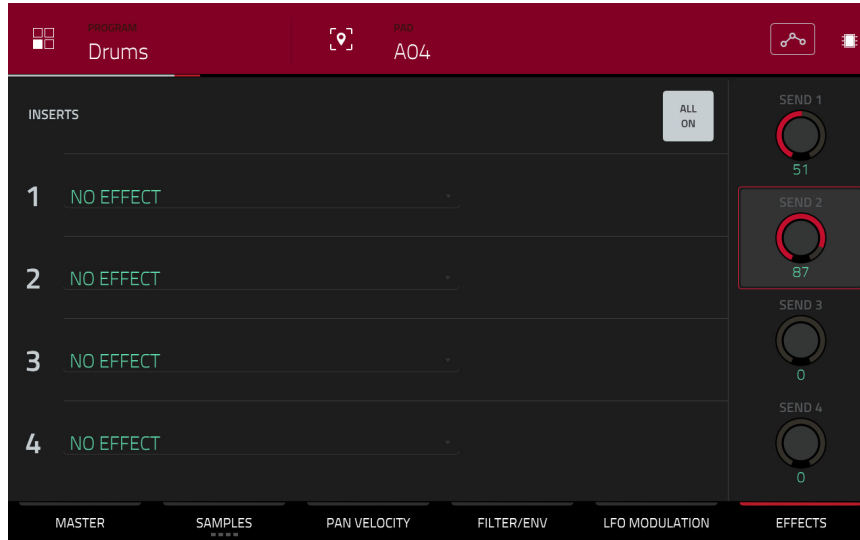 PROGRAM
Drums
PAD
A04
INSERTS
ALL
ON
1 NO EFFECT
2 NO EFFECT
3 NO EFFECT
4 NO EFFECT
SEND 1
51
SEND 2
87
SEND 3
0
SEND 4
0
MASTER SAMPLES PAN VELOCITY FILTER/ENV LFO MODULATION EFFECTS